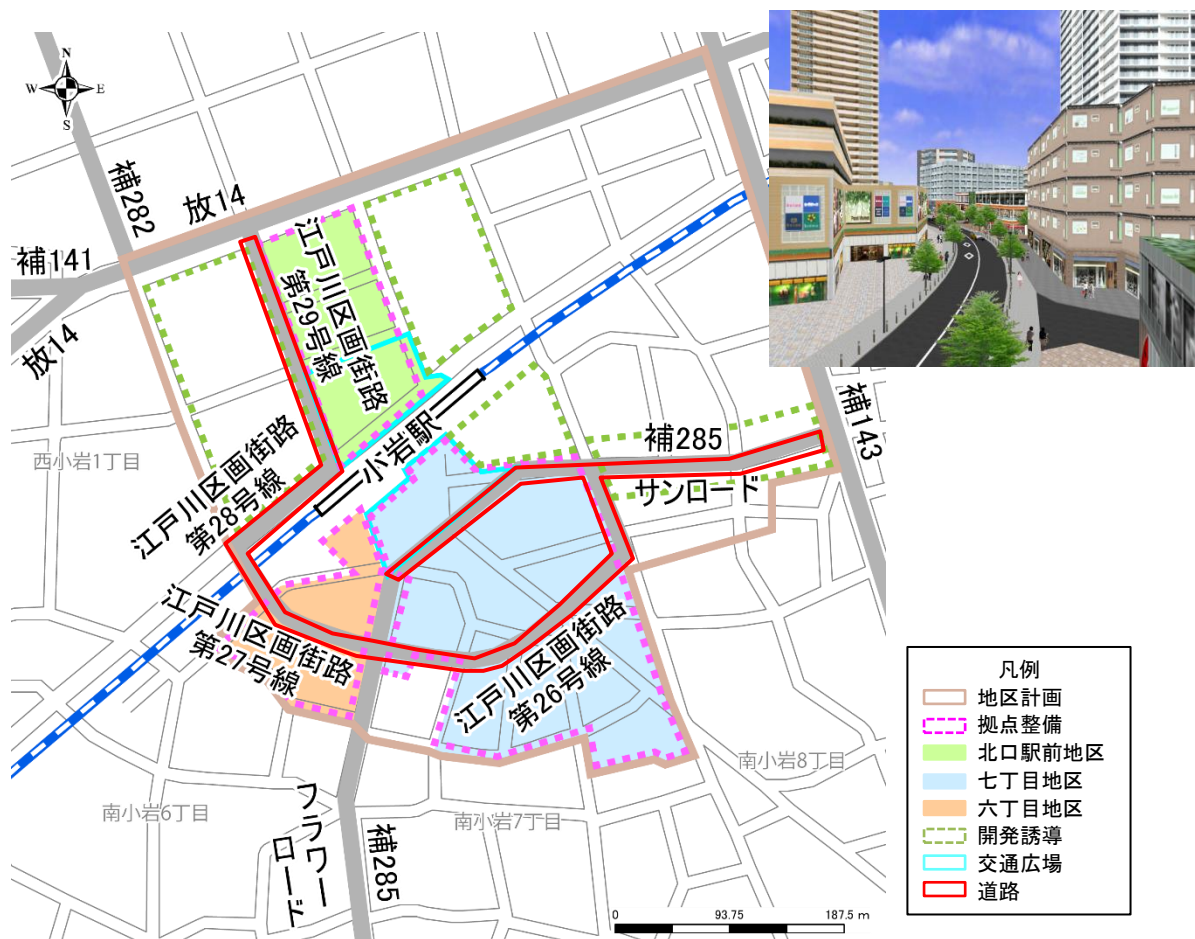 N
W
E
S
補282
放14
補141
放14
江戸川区画街路
第29号線
小岩駅
江戸川区画街路
第28号線
西小岩1丁目
補285
サンロード
補143
江戸川区画街路
第27号線
江戸川区画街路
第26号線
南小岩8丁目
南小岩6丁目
南小岩7丁目
フラワー
ロード
補285
凡例
地区計画
拠点整備
北口駅前地区
七丁目地区
六丁目地区
開発誘導
交通広場
道路
0 93.75 187.5 m